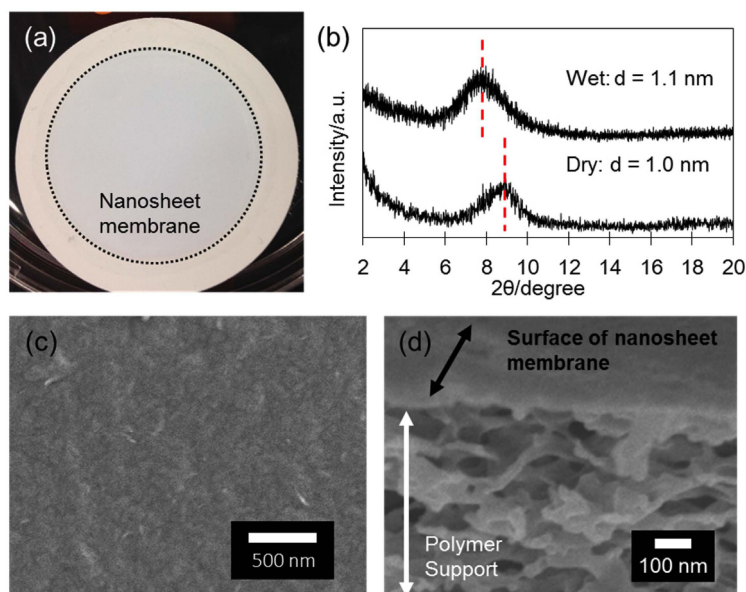 (a)
Nanosheet
membrane
(b)
Intensity/a.u.
Wet: d = 1.1 nm
Dry: d = 1.0 nm
2 4 6 8 10 12 14 16 18 20
2θ/degree
(c)
500 nm
(d)
Surface of nanosheet
membrane
Polymer
Support
100 nm